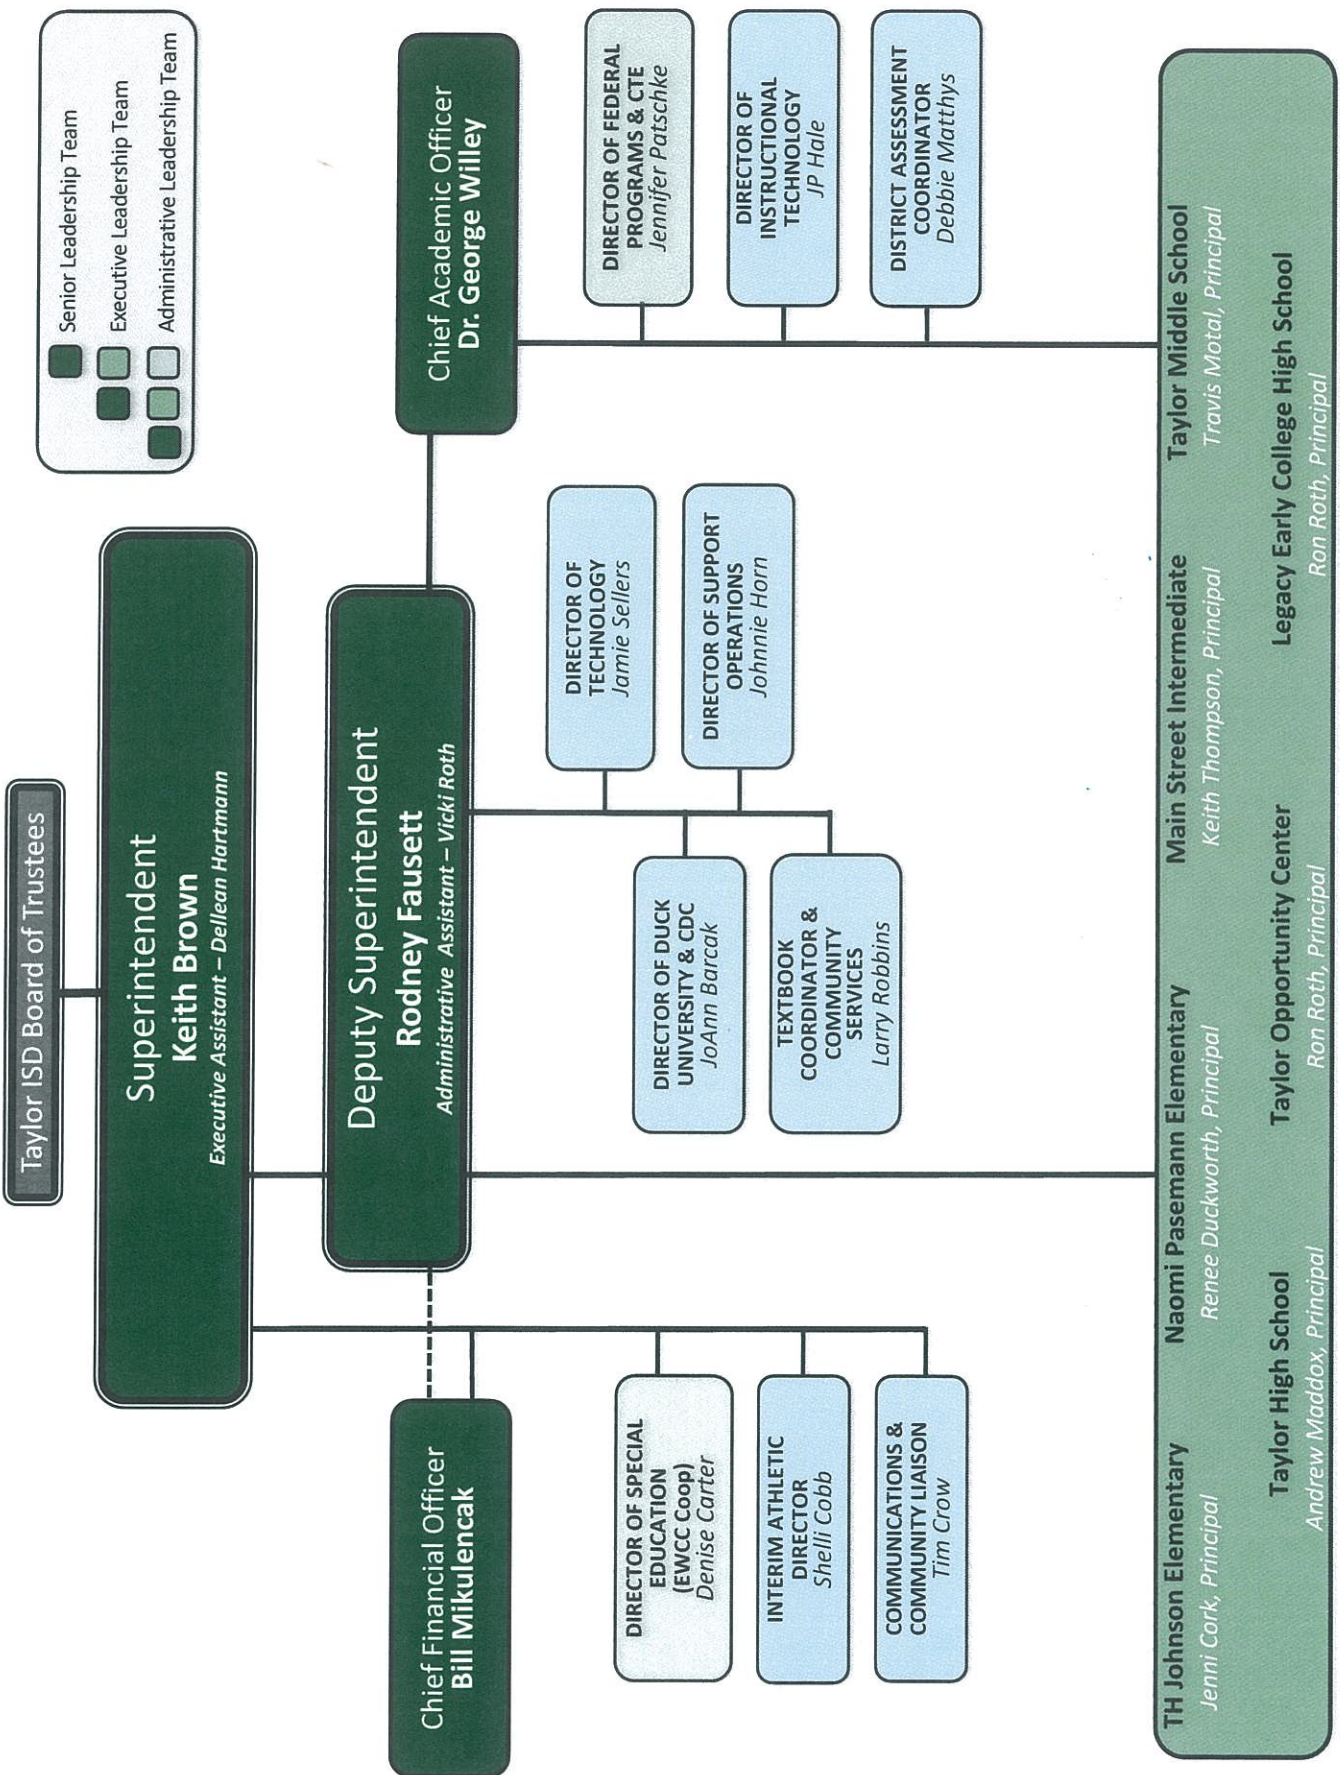 Taylor ISD Board of Trustees
Superintendent
Keith Brown
Executive Assistant – Dellean Hartmann
Senior Leadership Team
Executive Leadership Team
Administrative Leadership Team
Deputy Superintendent
Rodney Fausett
Administrative Assistant – Vicki Roth
Chief Financial Officer
Bill Mikulencak
Chief Academic Officer
Dr. George Willey
DIRECTOR OF SPECIAL
EDUCATION
(EWCC Coop)
Denise Carter
INTERIM ATHLETIC
DIRECTOR
Shelli Cobb
COMMUNICATIONS &
COMMUNITY LIAISON
Tim Crow
DIRECTOR OF DUCK
UNIVERSITY & CDC
JoAnn Barcak
TEXTBOOK
COORDINATOR &
COMMUNITY
SERVICES
Larry Robbins
DIRECTOR OF
TECHNOLOGY
Jamie Sellers
DIRECTOR OF SUPPORT
OPERATIONS
Johnnie Horn
DIRECTOR OF FEDERAL
PROGRAMS & CTE
Jennifer Patschke
DIRECTOR OF
INSTRUCTIONAL
TECHNOLOGY
JP Hale
DISTRICT ASSESSMENT
COORDINATOR
Debbie Matthys
TH Johnson Elementary
Jenni Cork, Principal
Naomi Pasemann Elementary
Renee Duckworth, Principal
Main Street Intermediate
Keith Thompson, Principal
Taylor Middle School
Travis Motal, Principal
Taylor High School
Andrew Maddox, Principal
Taylor Opportunity Center
Ron Roth, Principal
Legacy Early College High School
Ron Roth, Principal